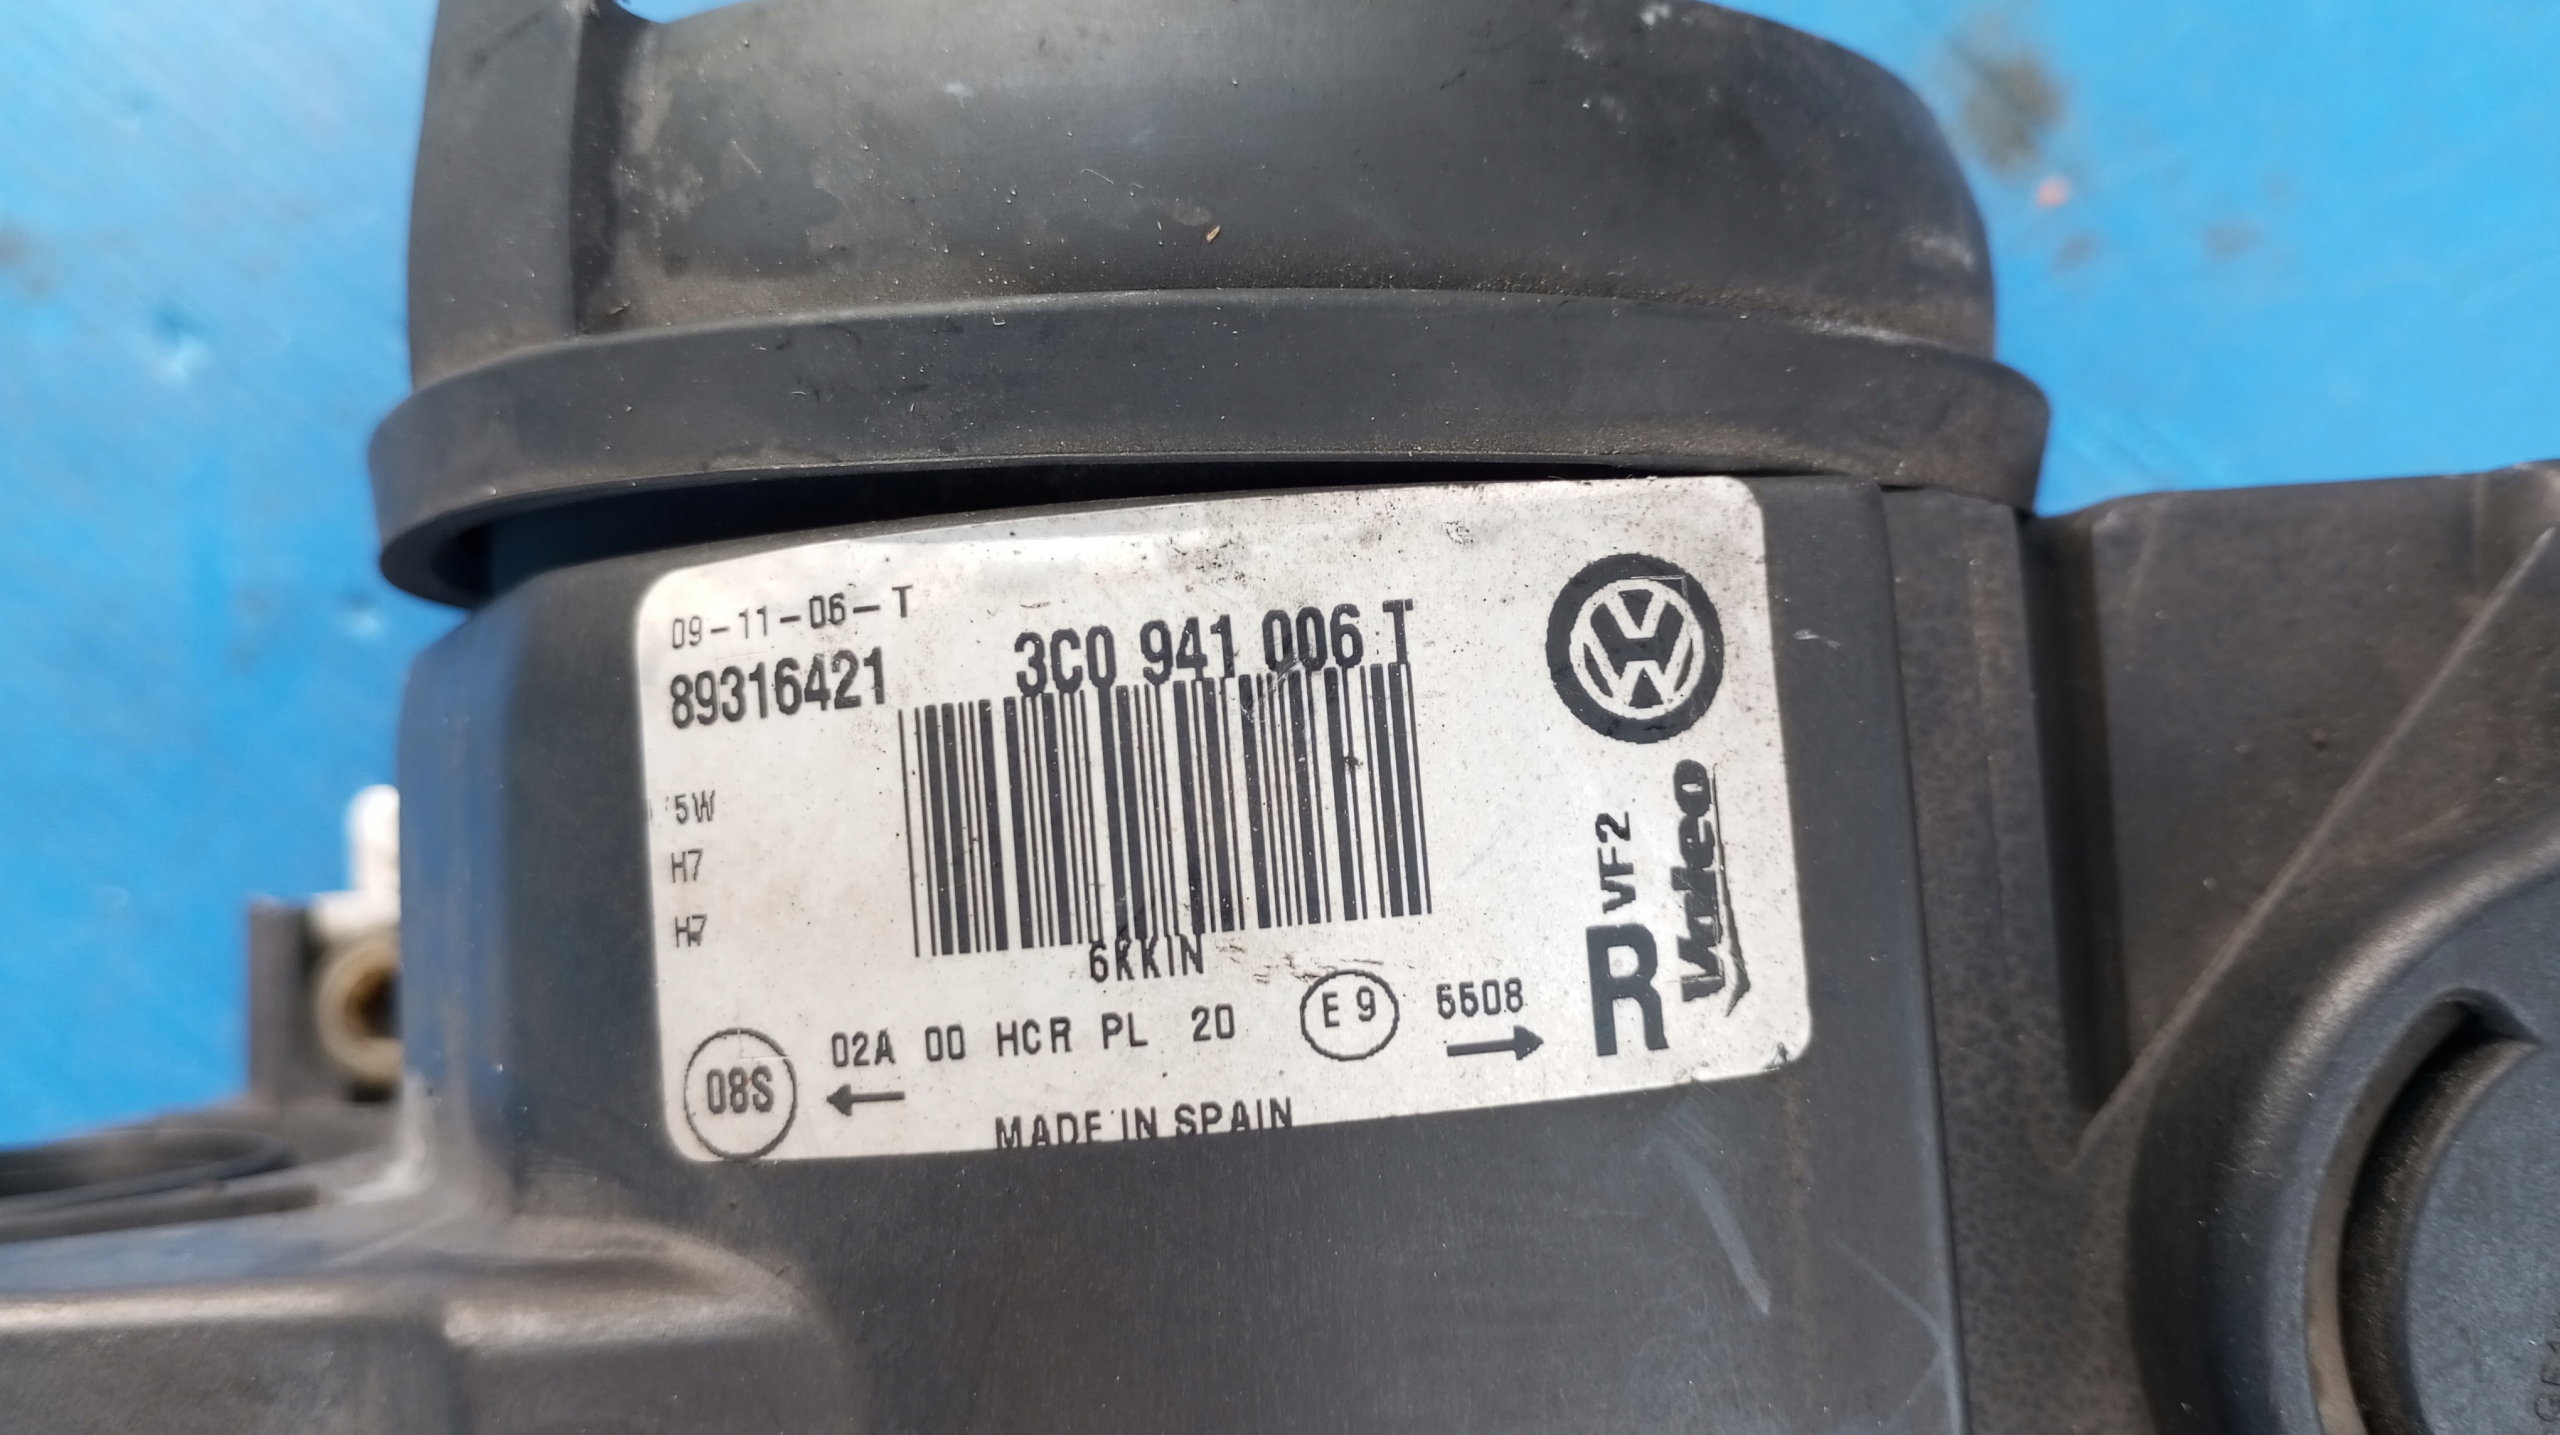 09-11-06-T
89316421
3C0 941 006 T
5W
H7
H7
6KKIN
02A 00 HCR PL 20
E 9
6608
08S
MADE IN SPAIN
R VF2
Valeo